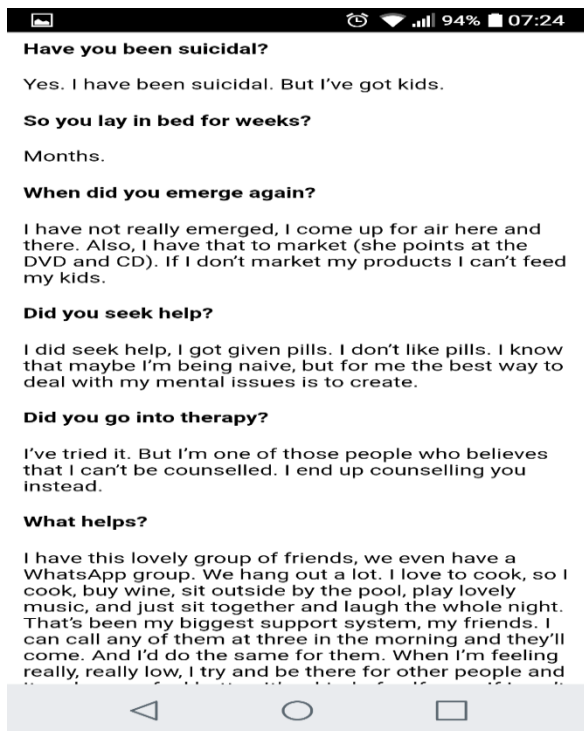 94% 07:24
Have you been suicidal?
Yes. I have been suicidal. But I’ve got kids.
So you lay in bed for weeks?
Months.
When did you emerge again?
I have not really emerged, I come up for air here and
there. Also, I have that to market (she points at the
DVD and CD). If I don’t market my products I can’t feed
my kids.
Did you seek help?
I did seek help, I got given pills. I don’t like pills. I know
that maybe I’m being naive, but for me the best way to
deal with my mental issues is to create.
Did you go into therapy?
I’ve tried it. But I’m one of those people who believes
that I can’t be counselled. I end up counselling you
instead.
What helps?
I have this lovely group of friends, we even have a
WhatsApp group. We hang out a lot. I love to cook, so I
cook, buy wine, sit outside by the pool, play lovely
music, and just sit together and laugh the whole night.
That’s been my biggest support system, my friends. I
can call any of them at three in the morning and they’ll
come. And I’d do the same for them. When I’m feeling
really, really low, I try and be there for other people and